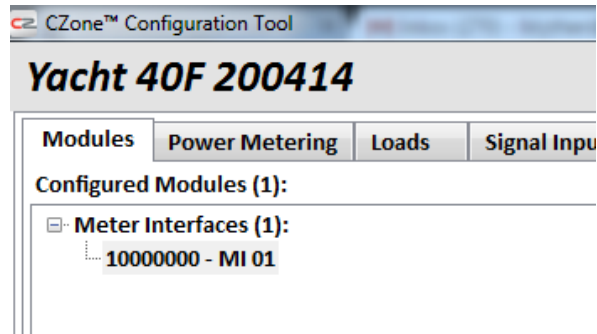 CZ CZone™ Configuration Tool
Yacht 40F 200414
Modules Power Metering Loads Signal Inpu
Configured Modules (1):
Meter Interfaces (1):
10000000 - MI 01